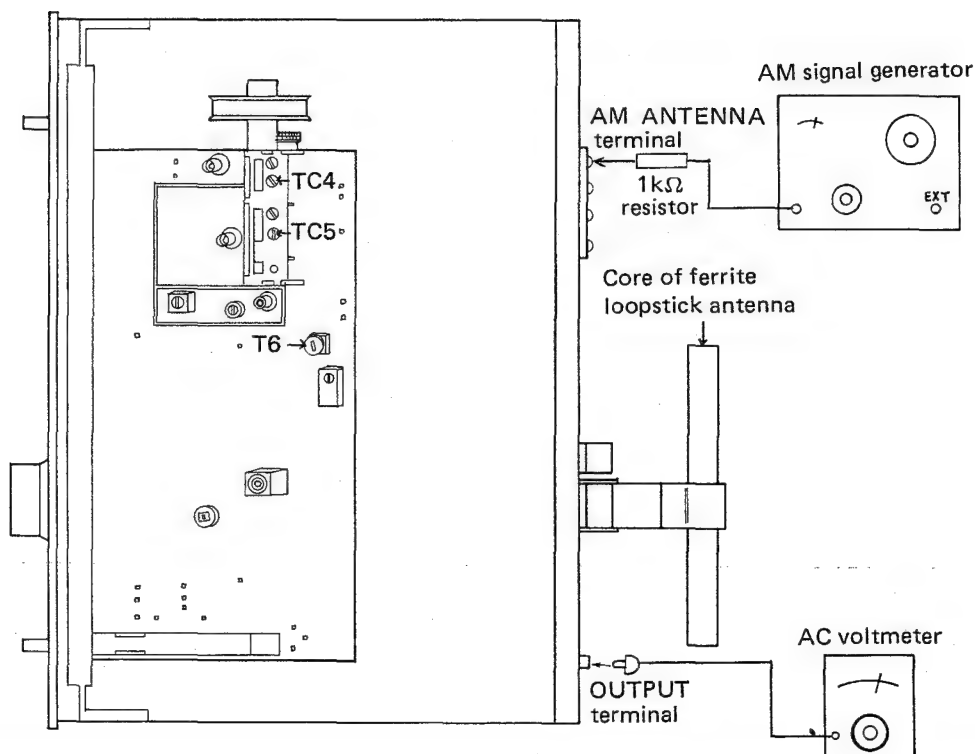 AM signal generator
AM ANTENNA
terminal
1kΩ
resistor
EXT
TC4
TC5
Core of ferrite
loopstick antenna
T6
AC voltmeter
OUTPUT
terminal